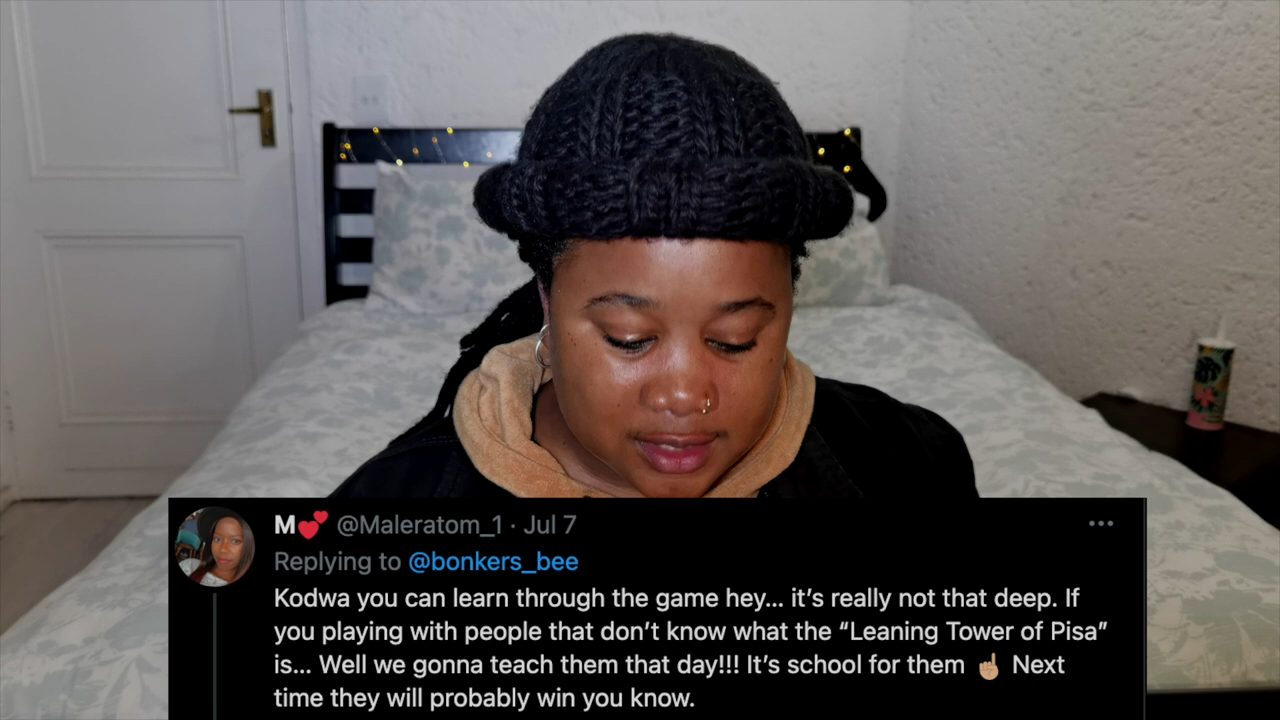 M💕 @Maleratom_1 · Jul 7
Replying to @bonkers_bee
Kodwa you can learn through the game hey... it’s really not that deep. If
you playing with people that don’t know what the “Leaning Tower of Pisa”
is... Well we gonna teach them that day!!! It’s school for them ☝🏼 Next
time they will probably win you know.